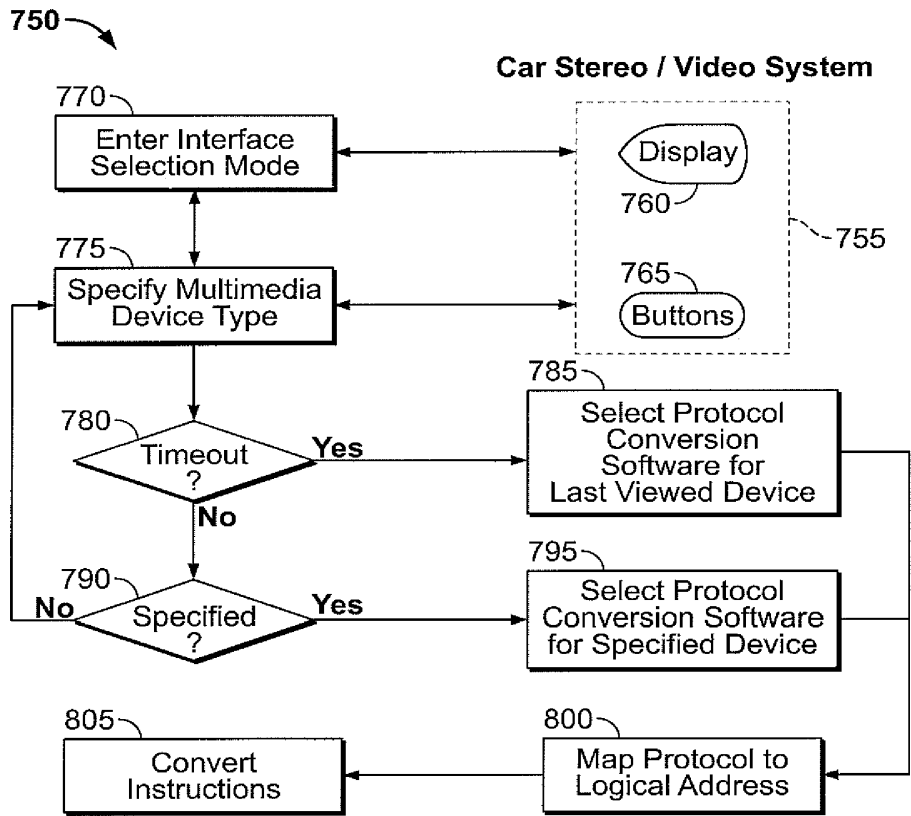 750
Car Stereo / Video System
770
Enter Interface
Selection Mode
Display
760
755
775
Specify Multimedia
Device Type
765
Buttons
785
Select Protocol
Conversion
Software for
Last Viewed Device
780
Timeout
?
Yes
No
790
Specified
?
No
Yes
795
Select Protocol
Conversion Software
for Specified Device
805
Convert
Instructions
800
Map Protocol to
Logical Address